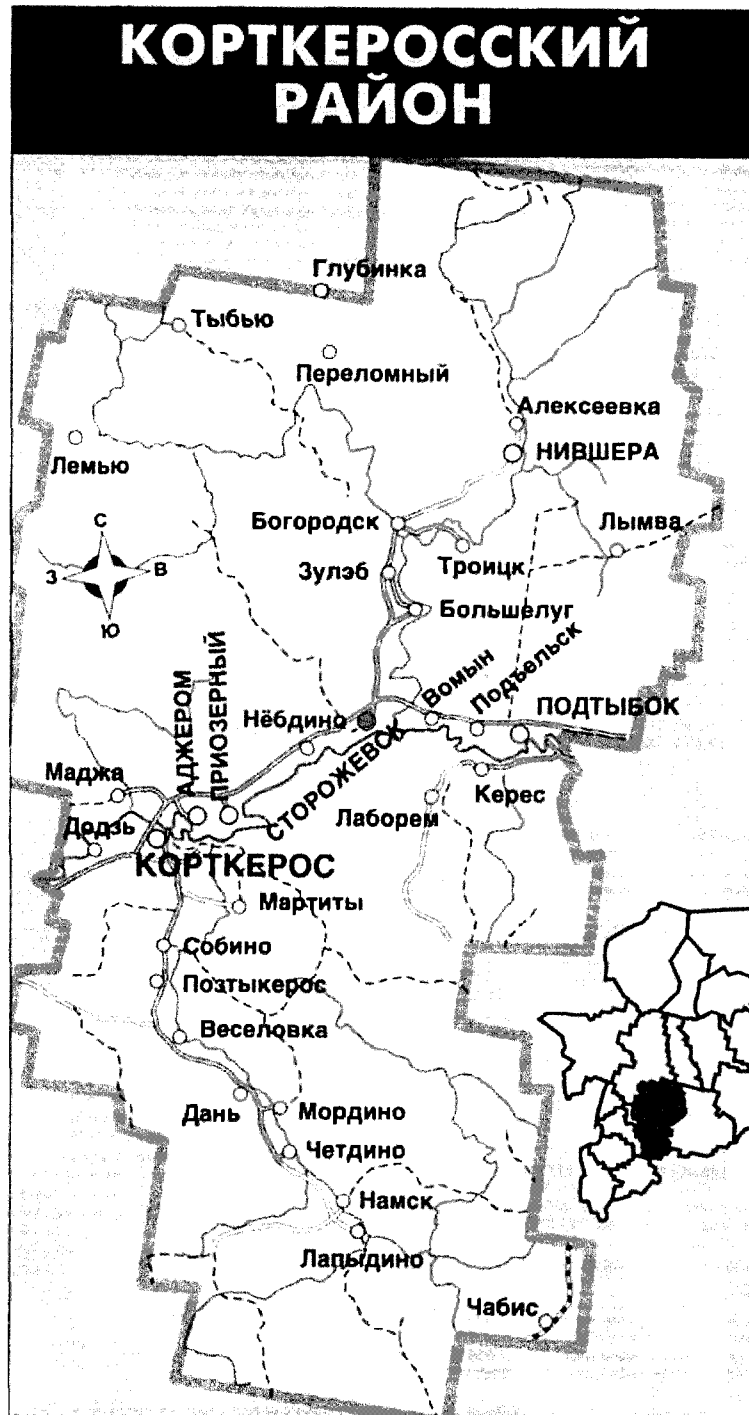 КОРТКЕРОССКИЙ
РАЙОН
Глубинка
Тыбью
Переломный
Алексеевка
НИВШЕРА
Лемью
Богородск
Лымва
С
З
В
Ю
Зулэб
Троицк
Большелуг
АДЖЕРОМ
ПРИОЗЕРНЫЙ
Нёбдино
Вомын
Подъельск
ПОДТЫБОК
СТОРОЖЕВСК
Маджа
Керес
Лаборем
Додзь
КОРТКЕРОС
Мартиты
Собино
Позтыкерос
Веселовка
Дань
Мордино
Четдино
Намск
Лапыдино
Чабис